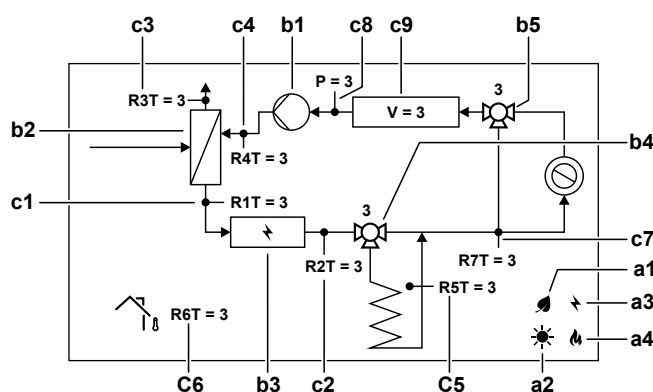 c3 c4 b1 c8 c9 b5
P = 3
R3T = 3
3
V = 3
b2
R4T = 3
b4
c1
R1T = 3
3
c7
R2T = 3
R7T = 3
R5T = 3
a1
R6T = 3
a3
a4
C6 b3 c2 C5 a2